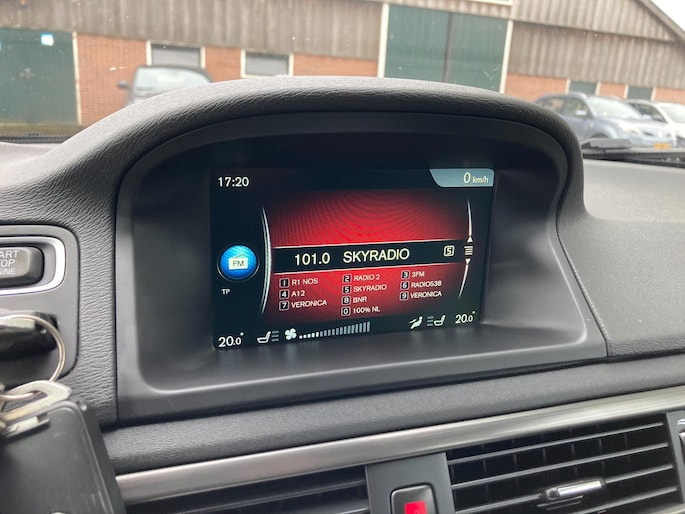 17:20
0 km/h
FM
101.0 SKYRADIO 5
TP
1 R1 NOS 2 RADIO 2 3 3FM
4 A12 5 SKYRADIO 6 RADIO538
7 VERONICA 8 BNR 9 VERONICA
0 100% NL
20.0° 20.0°
START
STOP
ENGINE